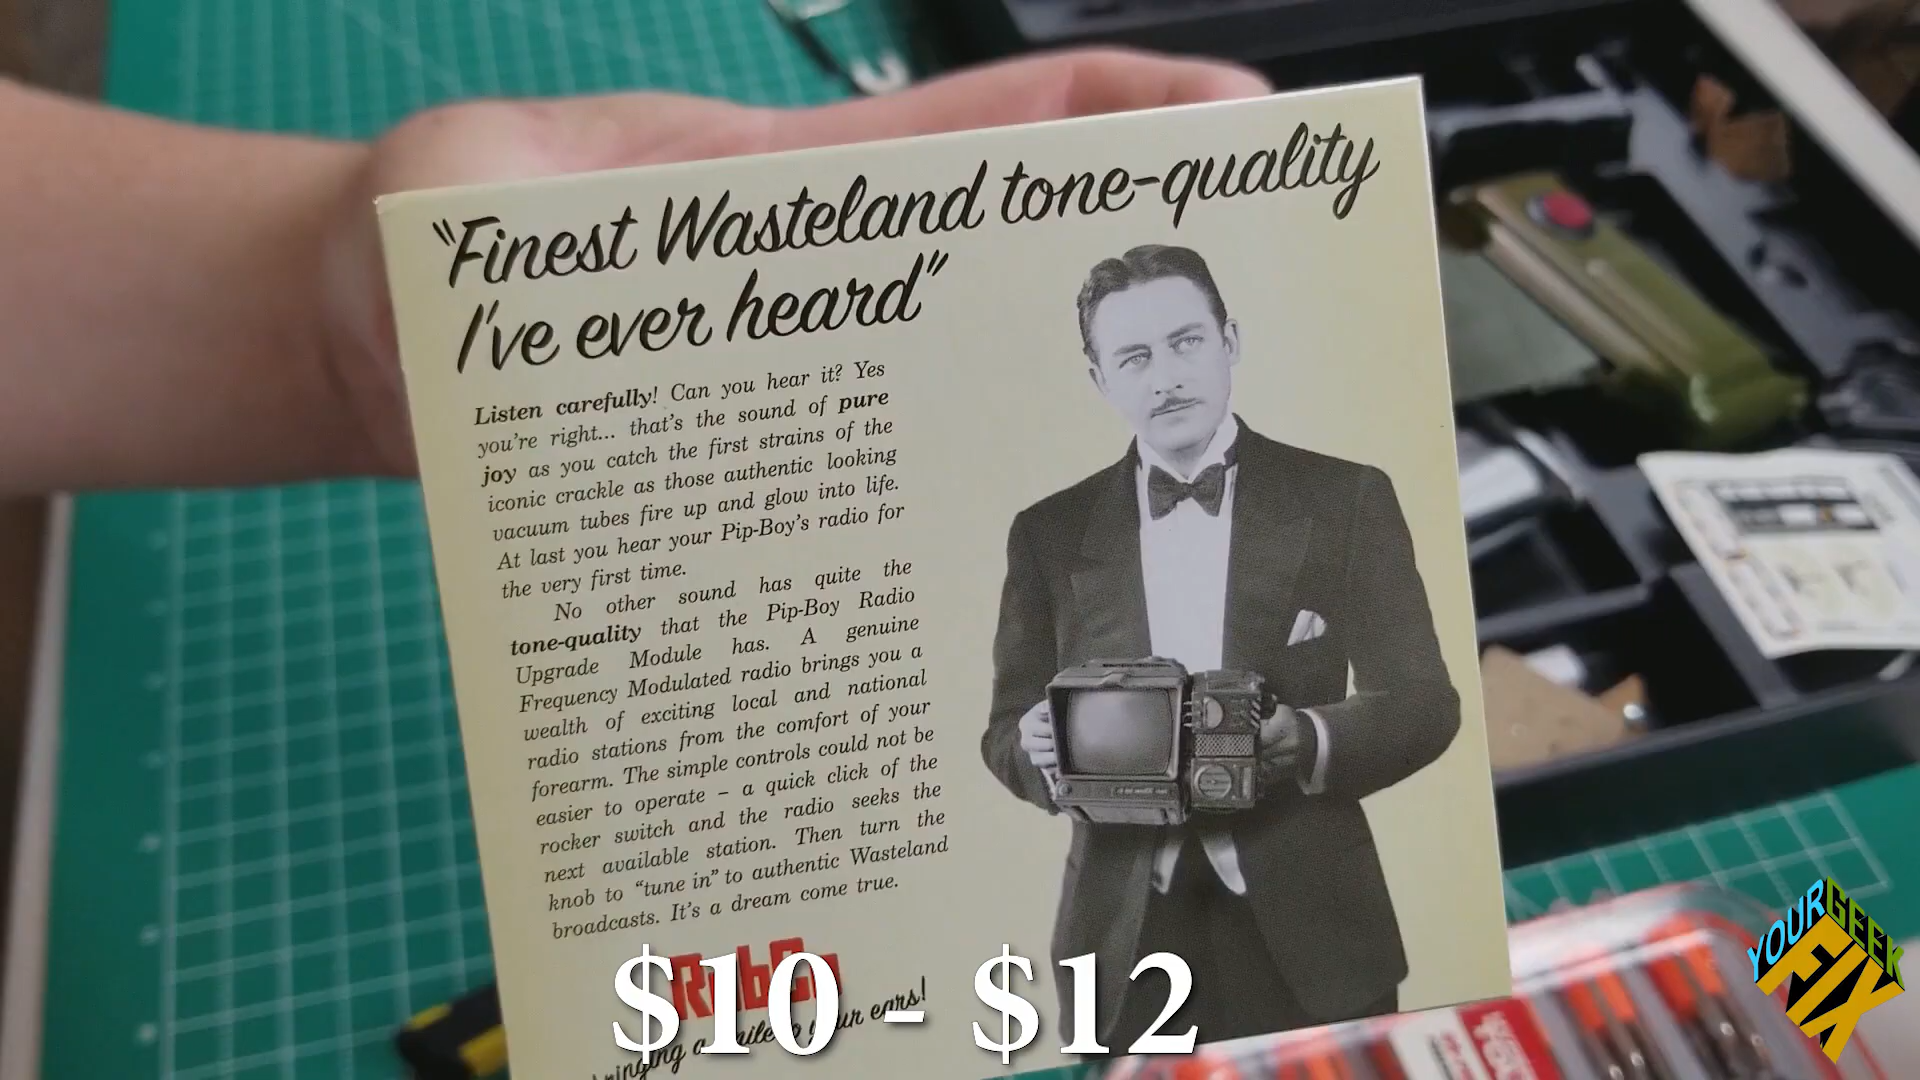 "Finest Wasteland tone-quality
I've ever heard"
Listen carefully! Can you hear it? Yes
you're right... that's the sound of pure
joy as you catch the first strains of the
iconic crackle as those authentic looking
vacuum tubes fire up and glow into life.
At last you hear your Pip-Boy's radio for
the very first time.
No other sound has quite the
tone-quality that the Pip-Boy Radio
Upgrade Module has. A genuine
Frequency Modulated radio brings you a
wealth of exciting local and national
radio stations from the comfort of your
forearm. The simple controls could not be
easier to operate – a quick click of the
rocker switch and the radio seeks the
next available station. Then turn the
knob to "tune in" to authentic Wasteland
broadcasts. It's a dream come true.
RobCo
bringing a smile to your ears!
$10 - $12
YOUR GEEK
FIX